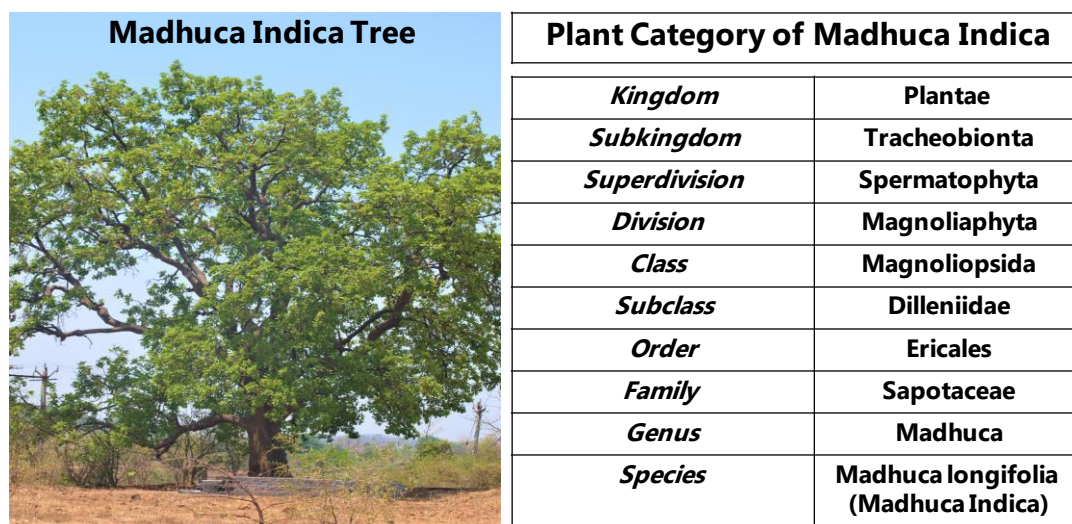 Madhuca Indica Tree
Plant Category of Madhuca Indica
Kingdom Plantae
Subkingdom Tracheobionta
Superdivision Spermatophyta
Division Magnoliaphyta
Class Magnoliopsida
Subclass Dilleniidae
Order Ericales
Family Sapotaceae
Genus Madhuca
Species Madhuca longifolia
(Madhuca Indica)